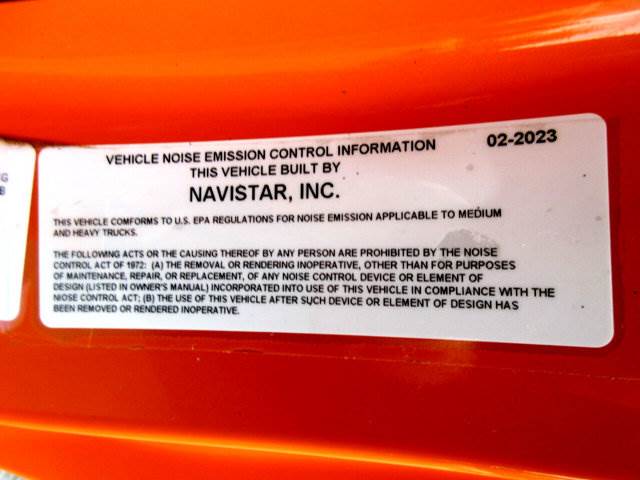 VEHICLE NOISE EMISSION CONTROL INFORMATION 02-2023
THIS VEHICLE BUILT BY
NAVISTAR, INC.
THIS VEHICLE COMFORMS TO U.S. EPA REGULATIONS FOR NOISE EMISSION APPLICABLE TO MEDIUM
AND HEAVY TRUCKS.
THE FOLLOWING ACTS OR THE CAUSING THEREOF BY ANY PERSON ARE PROHIBITED BY THE NOISE
CONTROL ACT OF 1972: (A) THE REMOVAL OR RENDERING INOPERATIVE, OTHER THAN FOR PURPOSES
OF MAINTENANCE, REPAIR, OR REPLACEMENT, OF ANY NOISE CONTROL DEVICE OR ELEMENT OF
DESIGN (LISTED IN OWNER'S MANUAL) INCORPORATED INTO USE OF THIS VEHICLE IN COMPLIANCE WITH THE
NIOSE CONTROL ACT; (B) THE USE OF THIS VEHICLE AFTER SUCH DEVICE OR ELEMENT OF DESIGN HAS
BEEN REMOVED OR RENDERED INOPERATIVE.